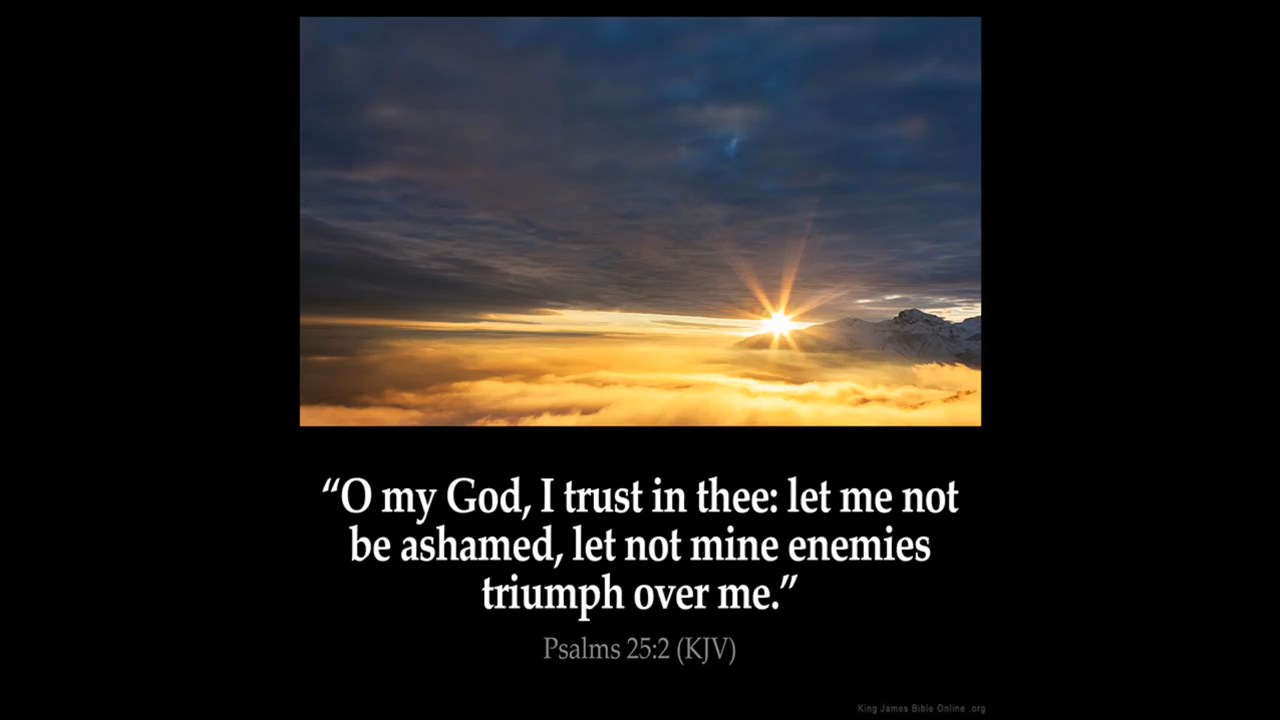 “O my God, I trust in thee: let me not
be ashamed, let not mine enemies
triumph over me.”
Psalms 25:2 (KJV)
King James Bible Online .org